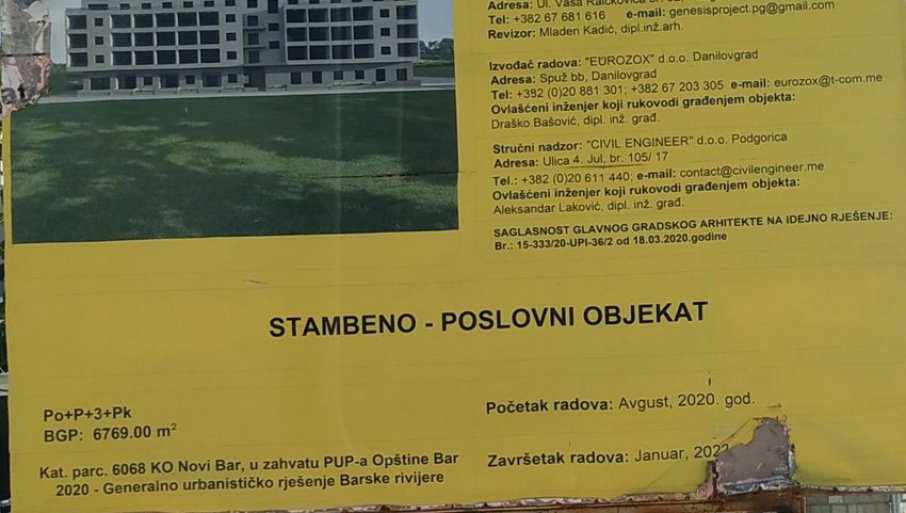 Adresa: Ul. Vasa Raičkovića
Tel: +382 67 681 616 e-mail: genesisproject.pg@gmail.com
Revizor: Mladen Kadić, dipl.inž.arh.
Izvođač radova: "EUROZOX" d.o.o. Danilovgrad
Adresa: Spuž bb, Danilovgrad
Tel: +382 (0)20 881 301; +382 67 203 305 e-mail: eurozox@t-com.me
Ovlašćeni inženjer koji rukovodi građenjem objekta:
Draško Bašović, dipl. inž. građ.
Stručni nadzor: "CIVIL ENGINEER" d.o.o. Podgorica
Adresa: Ulica 4. Jul, br. 105/ 17
Tel.: +382 (0)20 611 440; e-mail: contact@civilengineer.me
Ovlašćeni inženjer koji rukovodi građenjem objekta:
Aleksandar Laković, dipl. inž. građ.
SAGLASNOST GLAVNOG GRADSKOG ARHITEKTE NA IDEJNO RJEŠENJE:
Br.: 15-333/20-UPI-36/2 od 18.03.2020.godine
STAMBENO - POSLOVNI OBJEKAT
Po+P+3+Pk
BGP: 6769.00 m²
Kat. parc. 6068 KO Novi Bar, u zahvatu PUP-a Opštine Bar
2020 - Generalno urbanističko rješenje Barske rivijere
Početak radova: Avgust, 2020. god.
Završetak radova: Januar, 2022